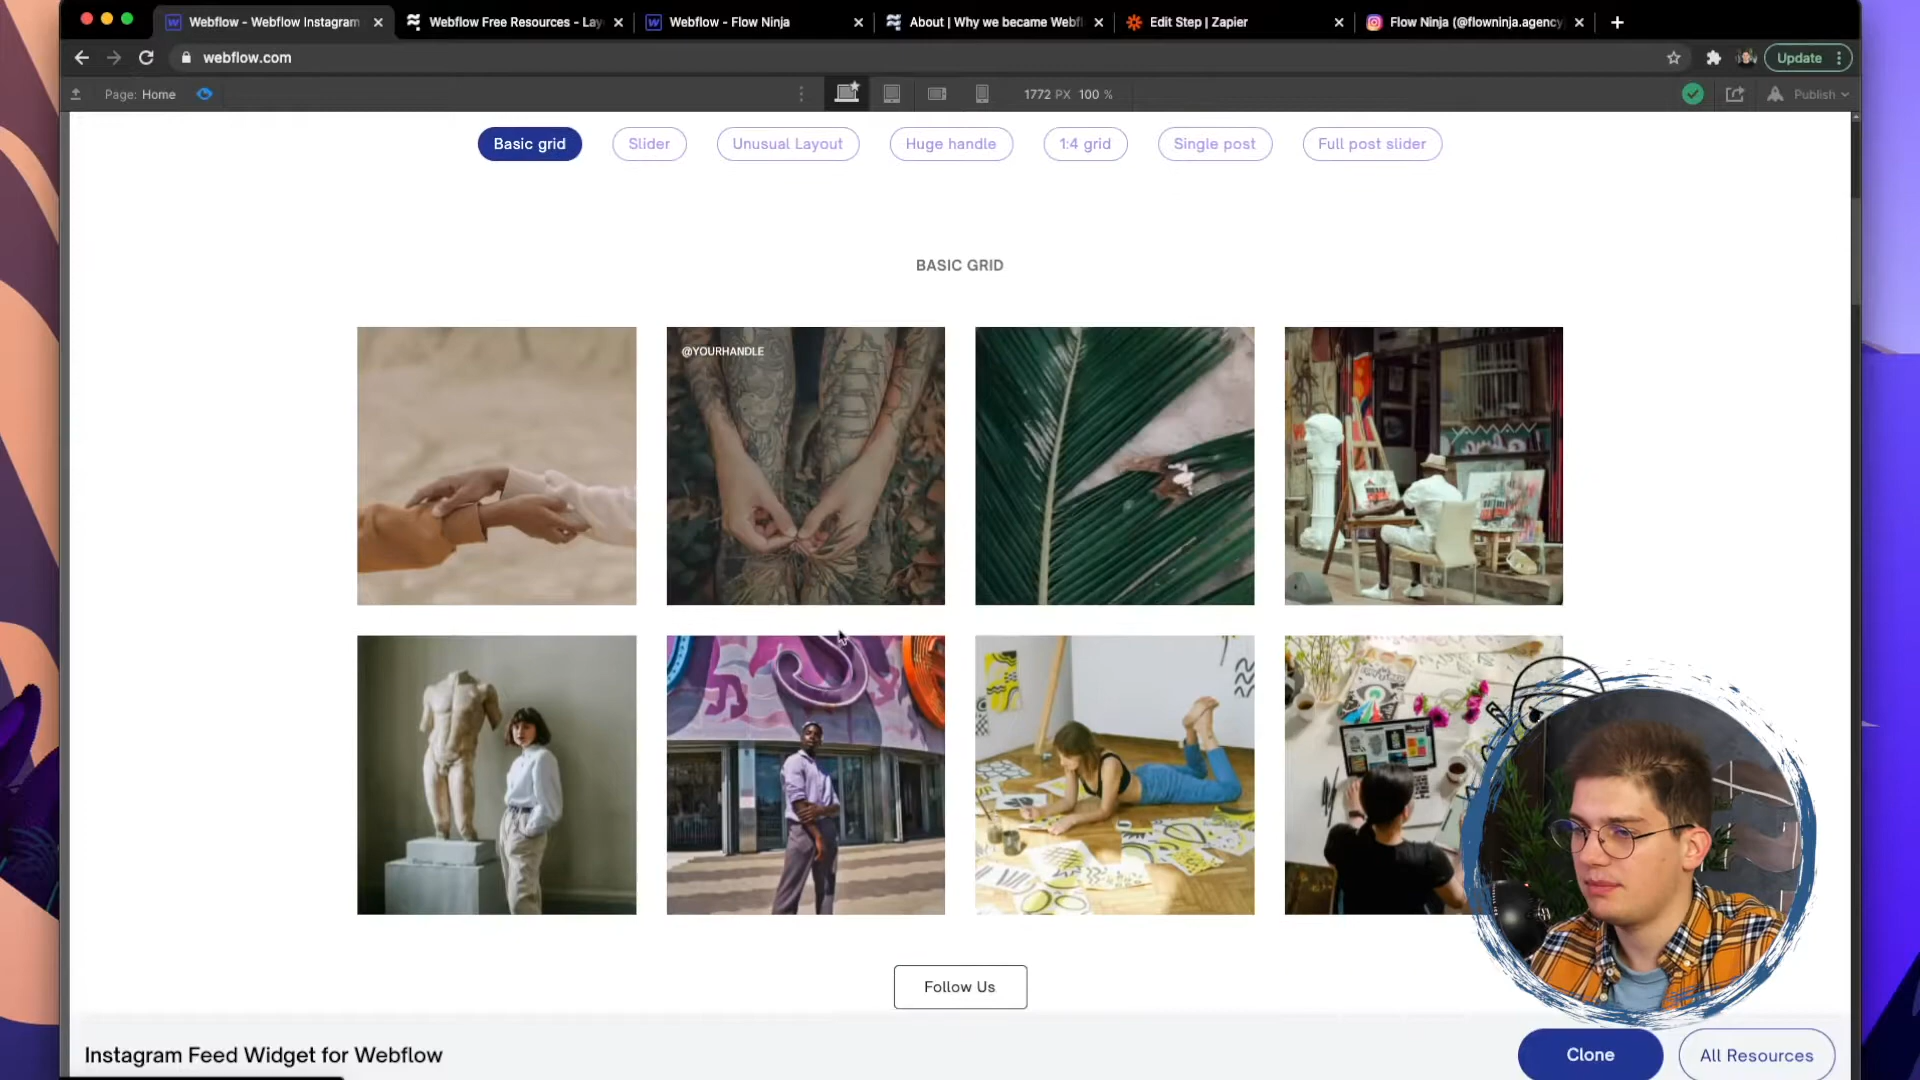 Webflow - Webflow Instagram
Webflow Free Resources - Lay
Webflow - Flow Ninja
About | Why we became Webfl
Edit Step | Zapier
Flow Ninja (@flowninja.agency
webflow.com
Update
Page: Home
1772 PX 100 %
Publish
Basic grid
Slider
Unusual Layout
Huge handle
1:4 grid
Single post
Full post slider
BASIC GRID
@YOURHANDLE
Follow Us
Instagram Feed Widget for Webflow
Clone
All Resources